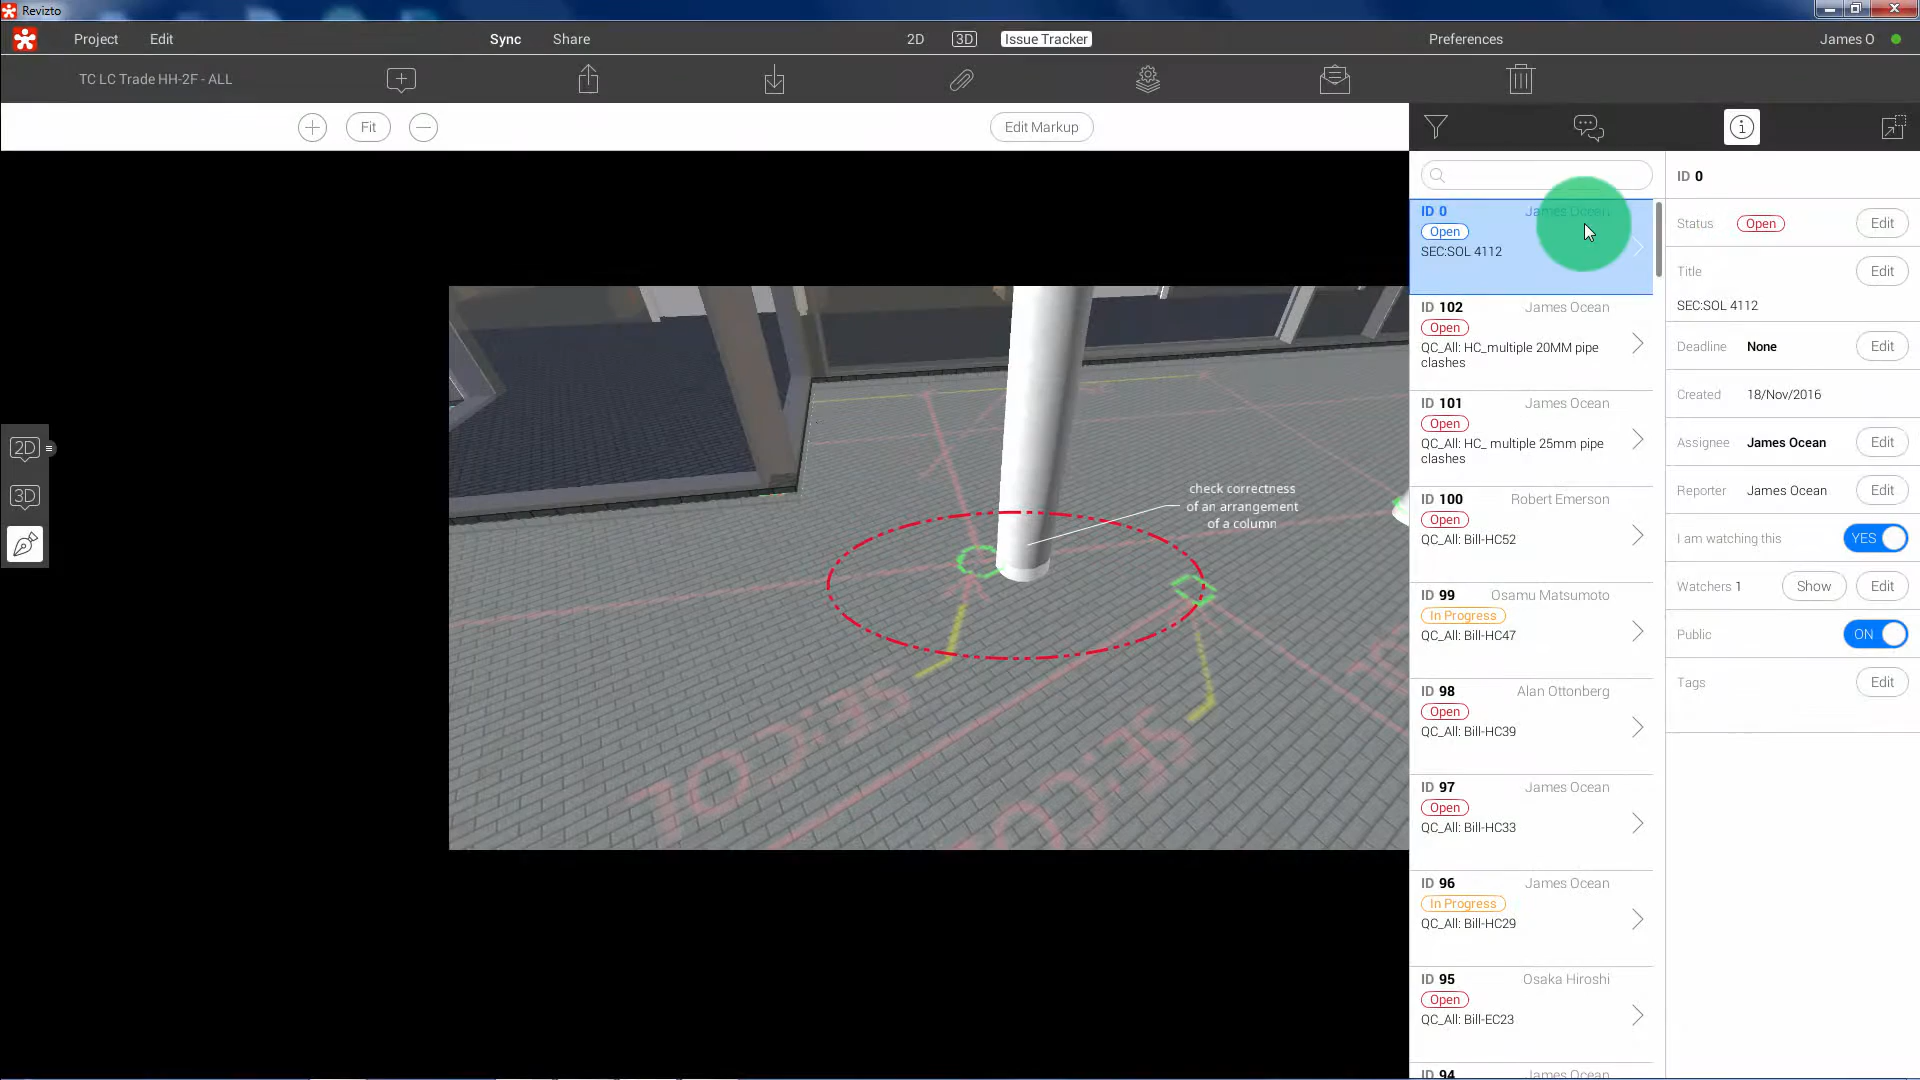 Revizto
Project
Edit
Sync
Share
2D
3D
Issue Tracker
Preferences
James O
TC LC Trade HH-2F - ALL
Fit
Edit Markup
2D
3D
check correctness
of an arrangement
of a column
ID 0
James Ocean
Open
SEC:SOL 4112
ID 102
James Ocean
Open
QC_All: HC_multiple 20MM pipe
clashes
ID 101
James Ocean
Open
QC_All: HC_ multiple 25mm pipe
clashes
ID 100
Robert Emerson
Open
QC_All: Bill-HC52
ID 99
Osamu Matsumoto
In Progress
QC_All: Bill-HC47
ID 98
Alan Ottonberg
Open
QC_All: Bill-HC39
ID 97
James Ocean
Open
QC_All: Bill-HC33
ID 96
James Ocean
In Progress
QC_All: Bill-HC29
ID 95
Osaka Hiroshi
Open
QC_All: Bill-EC23
ID 94
James Ocean
ID 0
Status
Open
Edit
Title
Edit
SEC:SOL 4112
Deadline
None
Edit
Created
18/Nov/2016
Assignee
James Ocean
Edit
Reporter
James Ocean
Edit
I am watching this
YES
Watchers 1
Show
Edit
Public
ON
Tags
Edit